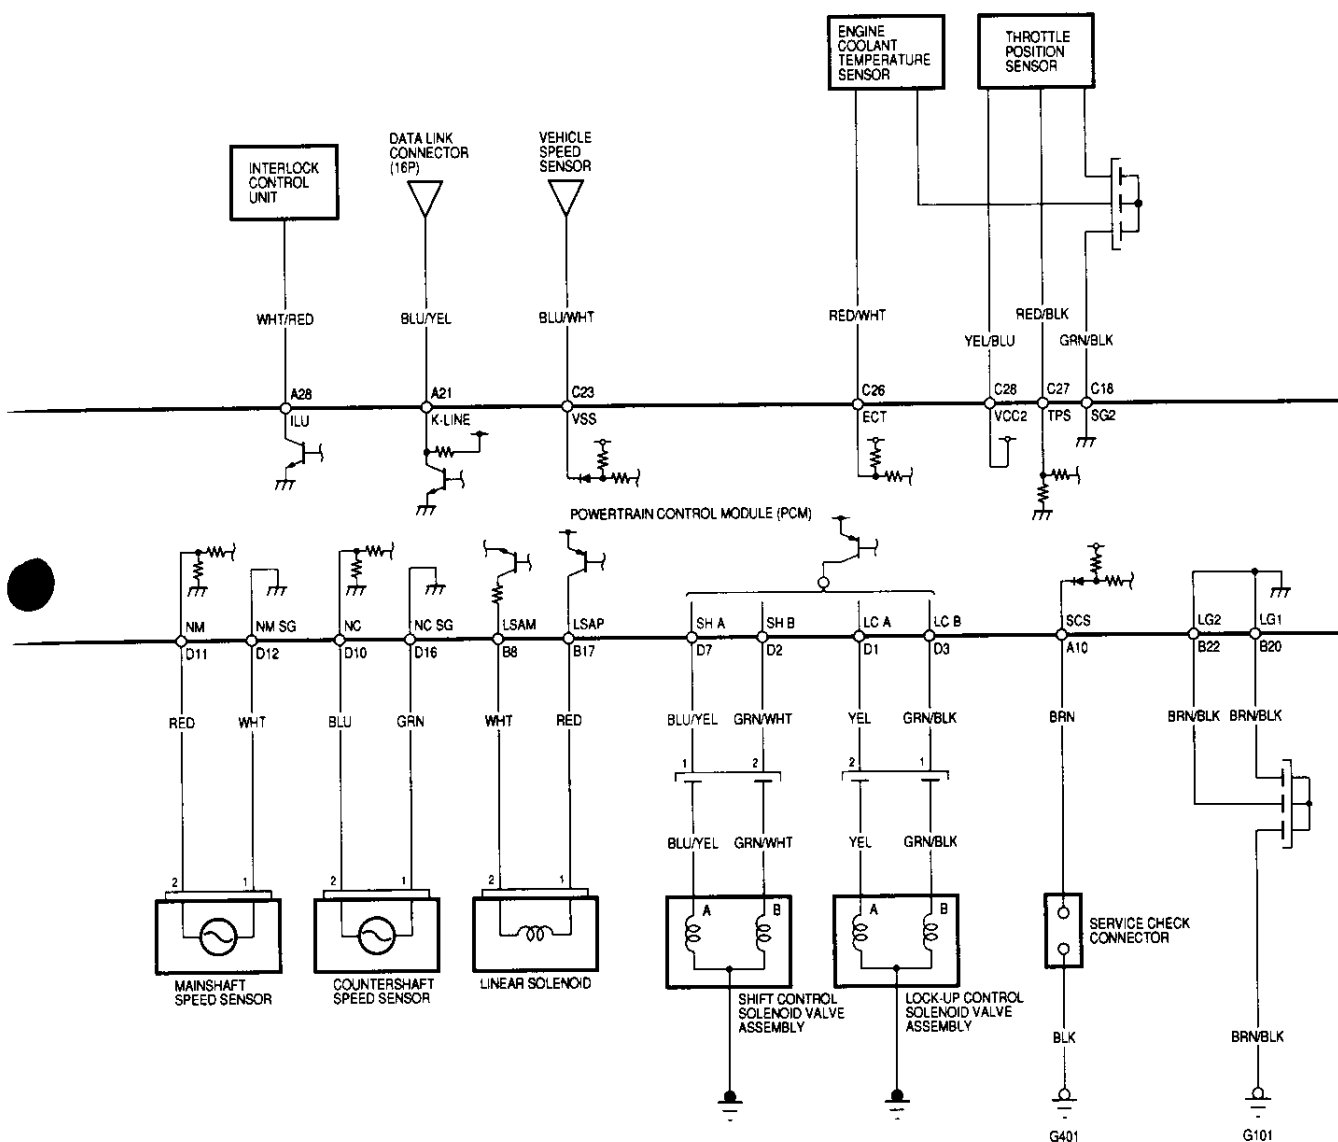 ENGINE
COOLANT
TEMPERATURE
SENSOR
THROTTLE
POSITION
SENSOR
DATA LINK
CONNECTOR
(16P)
VEHICLE
SPEED
SENSOR
INTERLOCK
CONTROL
UNIT
WHT/RED
BLU/YEL
BLU/WHT
RED/WHT
YEL/BLU
RED/BLK
GRN/BLK
A28
A21
C23
C26
C28
C27
C18
ILU
K-LINE
VSS
ECT
VCC2
TPS
SG2
POWERTRAIN CONTROL MODULE (PCM)
NM
NM SG
NC
NC SG
LSAM
LSAP
SH A
SH B
LC A
LC B
SCS
LG2
LG1
D11
D12
D10
D16
B8
B17
D7
D2
D1
D3
A10
B22
B20
RED
WHT
BLU
GRN
WHT
RED
BLU/YEL
GRN/WHT
YEL
GRN/BLK
BRN
BRN/BLK
BRN/BLK
1
2
2
1
BLU/YEL
GRN/WHT
YEL
GRN/BLK
2
1
2
1
2
1
A
B
A
B
SERVICE CHECK
CONNECTOR
MAINSHAFT
SPEED SENSOR
COUNTERSHAFT
SPEED SENSOR
LINEAR SOLENOID
SHIFT CONTROL
SOLENOID VALVE
ASSEMBLY
LOCK-UP CONTROL
SOLENOID VALVE
ASSEMBLY
BLK
BRN/BLK
G401
G101